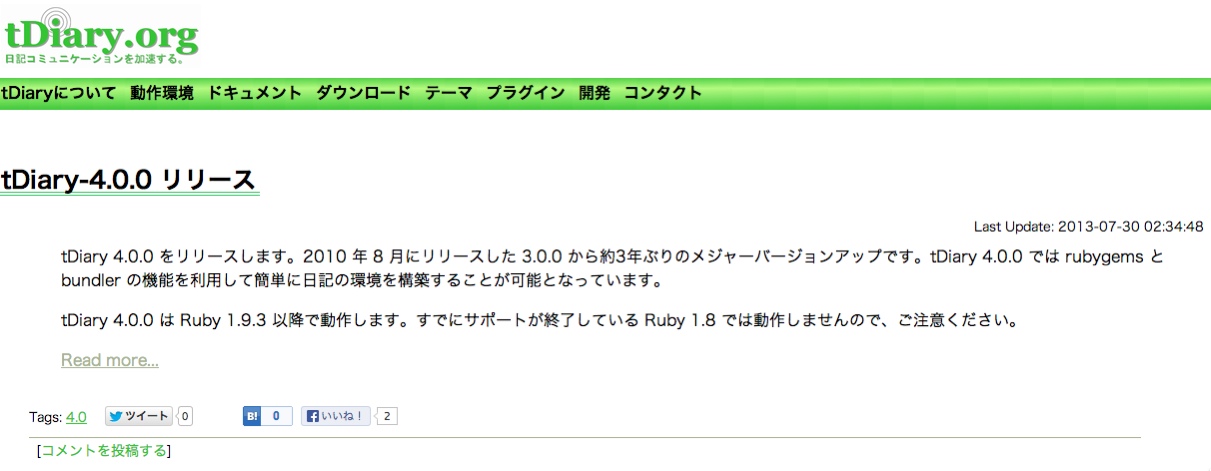 tDiary.org
日記コミュニケーションを加速する。
tDiaryについて 動作環境 ドキュメント ダウンロード テーマ プラグイン 開発 コンタクト
tDiary-4.0.0 リリース
Last Update: 2013-07-30 02:34:48
tDiary 4.0.0 をリリースします。2010 年 8 月にリリースした 3.0.0 から約3年ぶりのメジャーバージョンアップです。tDiary 4.0.0 では rubygems と
bundler の機能を利用して簡単に日記の環境を構築することが可能となっています。
tDiary 4.0.0 は Ruby 1.9.3 以降で動作します。すでにサポートが終了している Ruby 1.8 では動作しませんので、ご注意ください。
Read more...
Tags: 4.0 ツイート 0 B! 0 いいね！ 2
[コメントを投稿する]